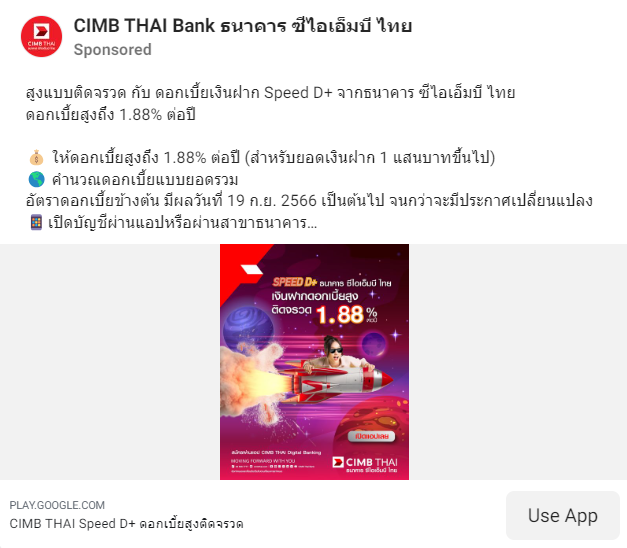 CIMB THAI Bank ธนาคาร ซีไอเอ็มบี ไทย
Sponsored
สูงแบบติดจรวด กับ ดอกเบี้ยเงินฝาก Speed D+ จากธนาคาร ซีไอเอ็มบี ไทย
ดอกเบี้ยสูงถึง 1.88% ต่อปี
💰 ให้ดอกเบี้ยสูงถึง 1.88% ต่อปี (สำหรับยอดเงินฝาก 1 แสนบาทขึ้นไป)
🌎 คำนวณดอกเบี้ยแบบยอดรวม
อัตราดอกเบี้ยข้างต้น มีผลวันที่ 19 ก.ย. 2566 เป็นต้นไป จนกว่าจะมีประกาศเปลี่ยนแปลง
📱 เปิดบัญชีผ่านแอปหรือผ่านสาขาธนาคาร...
SPEED D+ ธนาคาร ซีไอเอ็มบี ไทย
เงินฝากดอกเบี้ยสูง
ติดจรวด 1.88% ต่อปี
เปิดแอปเลย
สมัครผ่านแอป CIMB THAI Digital Banking
MOVING FORWARD WITH YOU
CIMB THAI
ธนาคาร ซีไอเอ็มบี ไทย
PLAY.GOOGLE.COM
CIMB THAI Speed D+ ดอกเบี้ยสูงติดจรวด
Use App